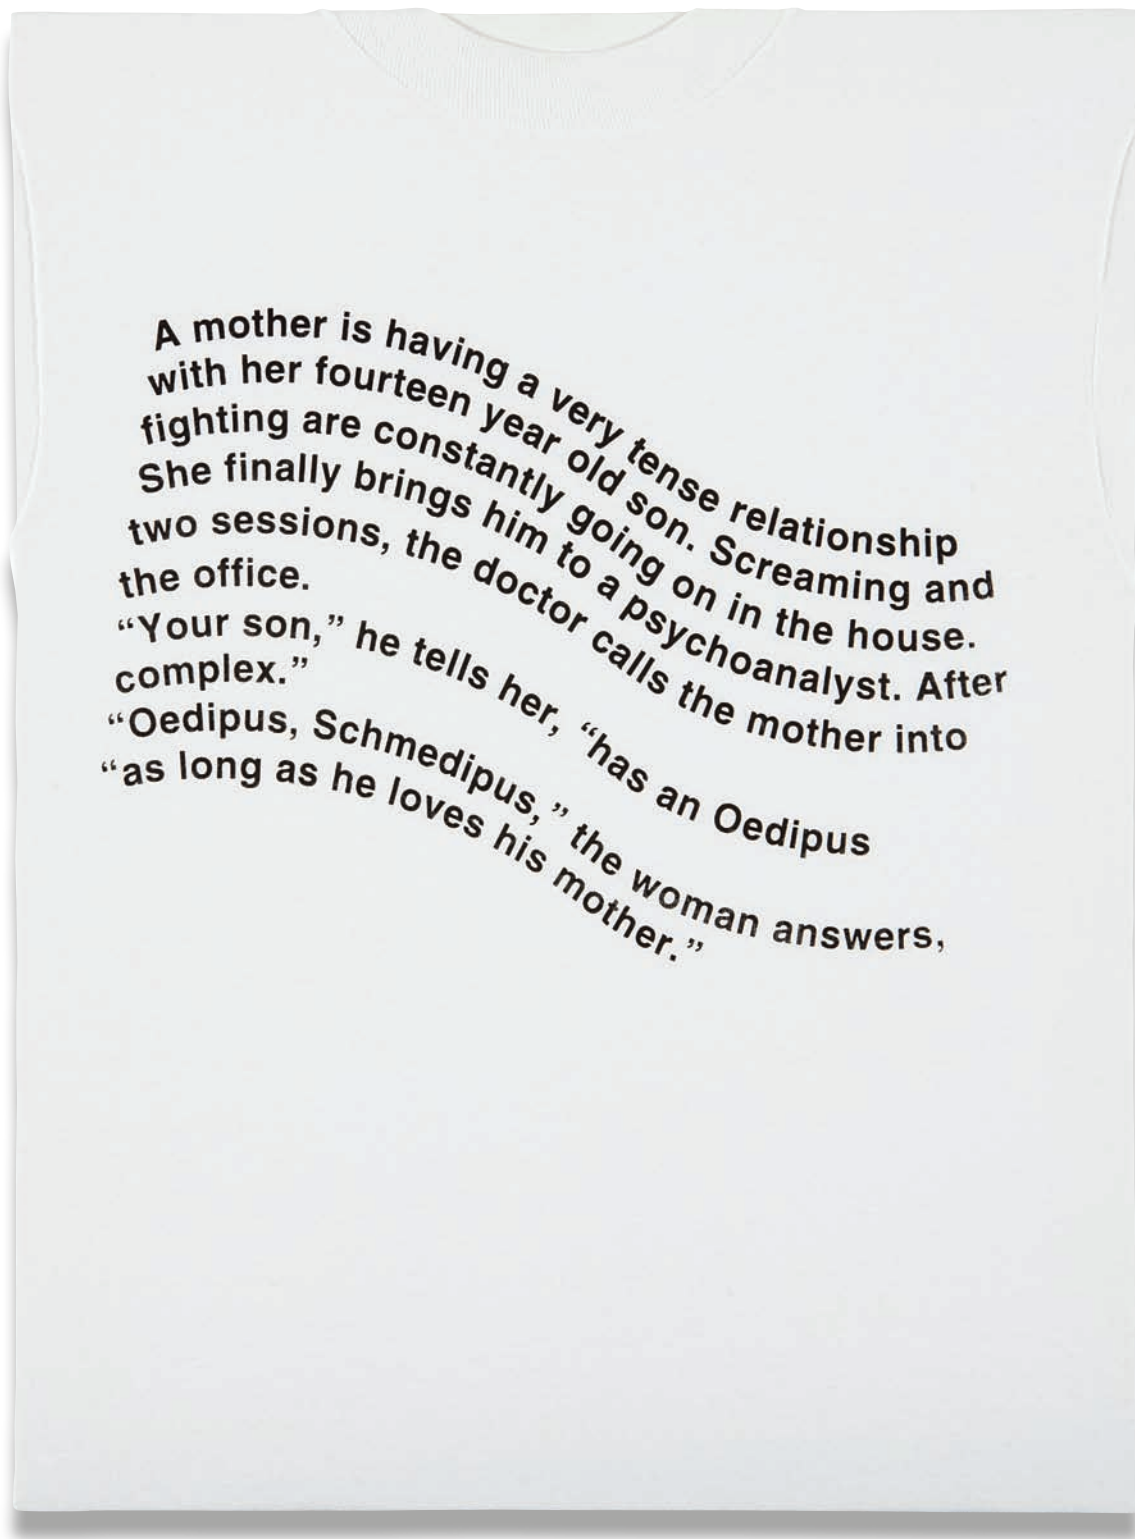 A mother is having a very tense relationship
with her fourteen year old son. Screaming and
fighting are constantly going on in the house.
She finally brings him to a psychoanalyst. After
two sessions, the doctor calls the mother into
the office.
“Your son,” he tells her, “has an Oedipus
complex.”
“Oedipus, Schmedipus,” the woman answers,
“as long as he loves his mother.”